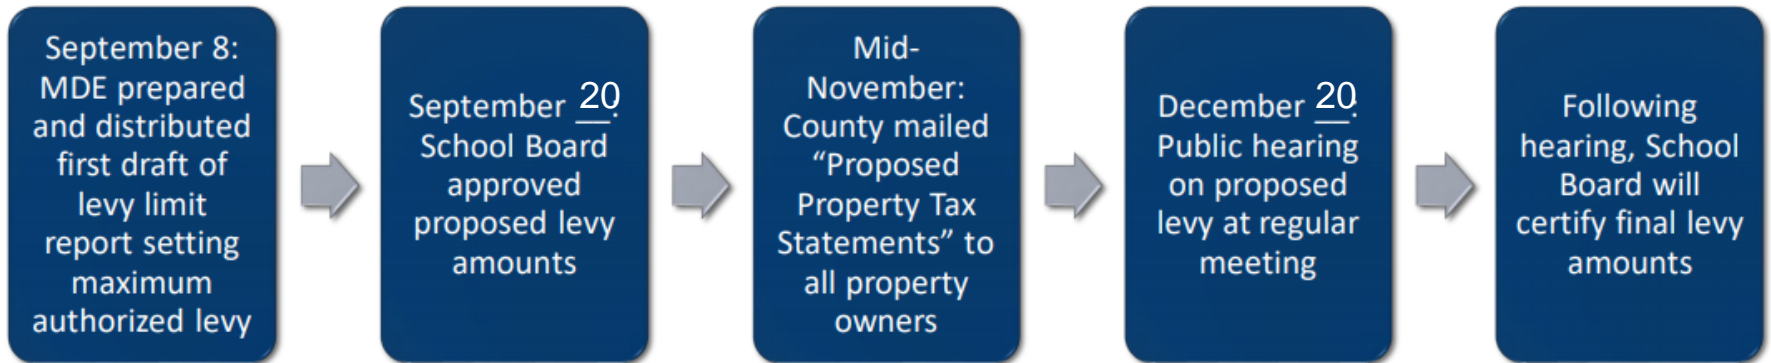 September 8:
MDE prepared
and distributed
first draft of
levy limit
report setting
maximum
authorized levy
September 20:
School Board
approved
proposed levy
amounts
Mid-
November:
County mailed
“Proposed
Property Tax
Statements” to
all property
owners
December 20:
Public hearing
on proposed
levy at regular
meeting
Following
hearing, School
Board will
certify final levy
amounts